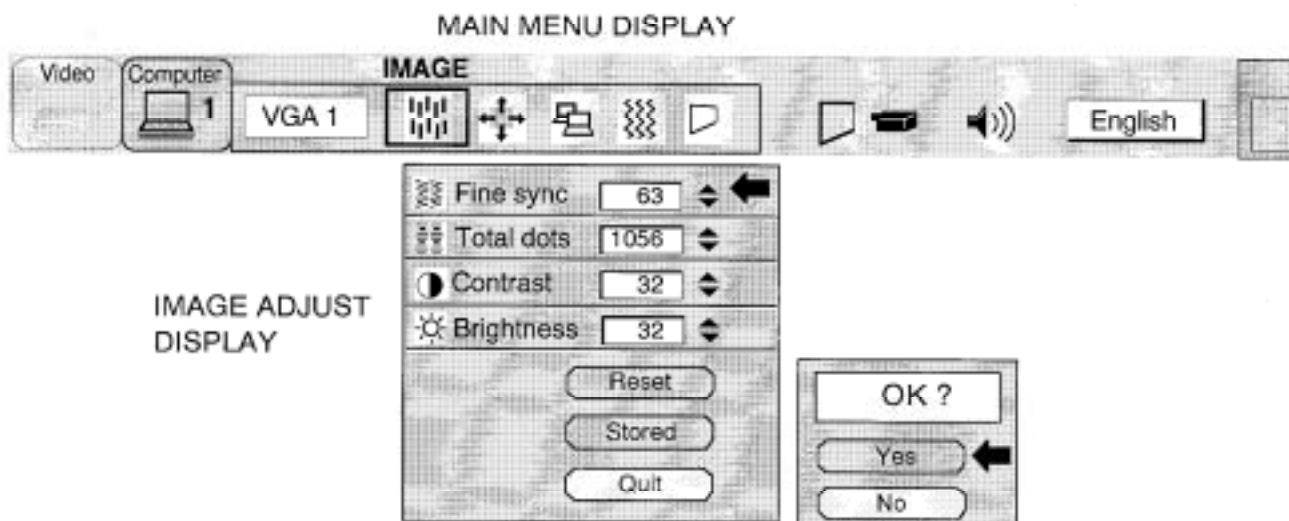 MAIN MENU DISPLAY
Video
Computer
1
VGA 1
IMAGE
English
Fine sync 63
Total dots 1056
Contrast 32
Brightness 32
IMAGE ADJUST
DISPLAY
Reset
Stored
Quit
OK ?
Yes
No